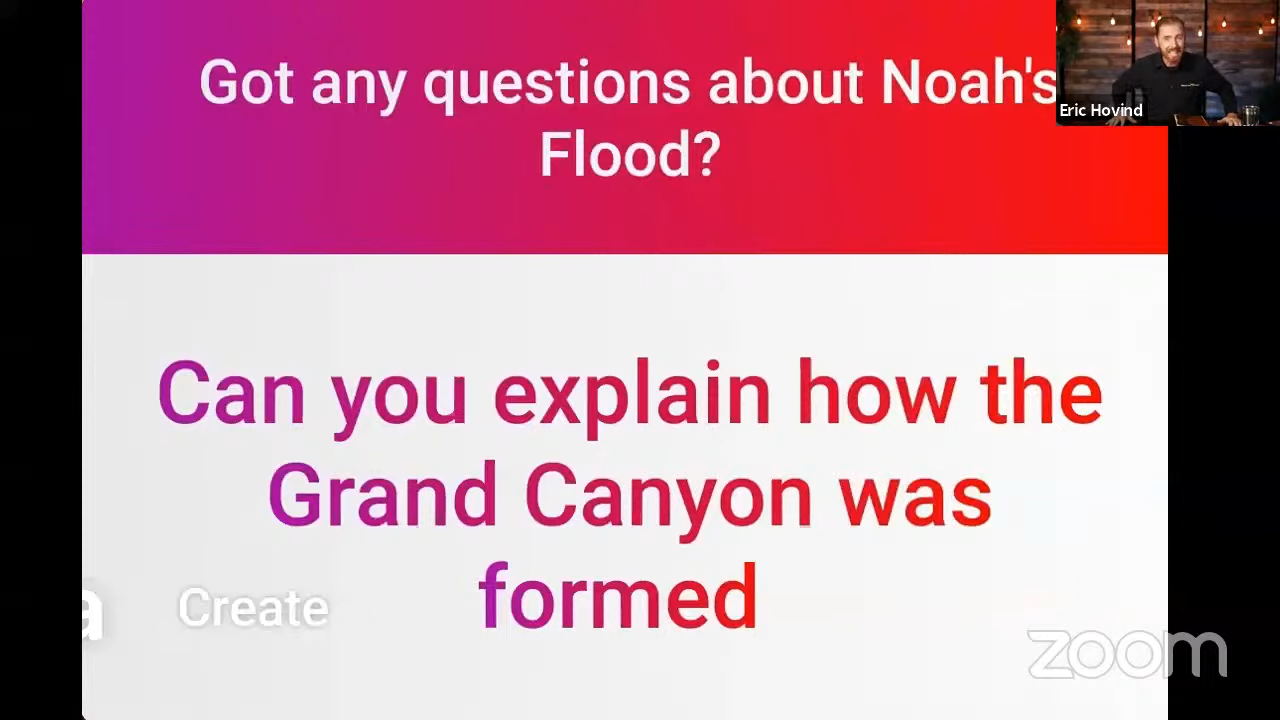 Got any questions about Noah's
Flood?
Eric Hovind
Can you explain how the
Grand Canyon was
formed
a
Create
zoom